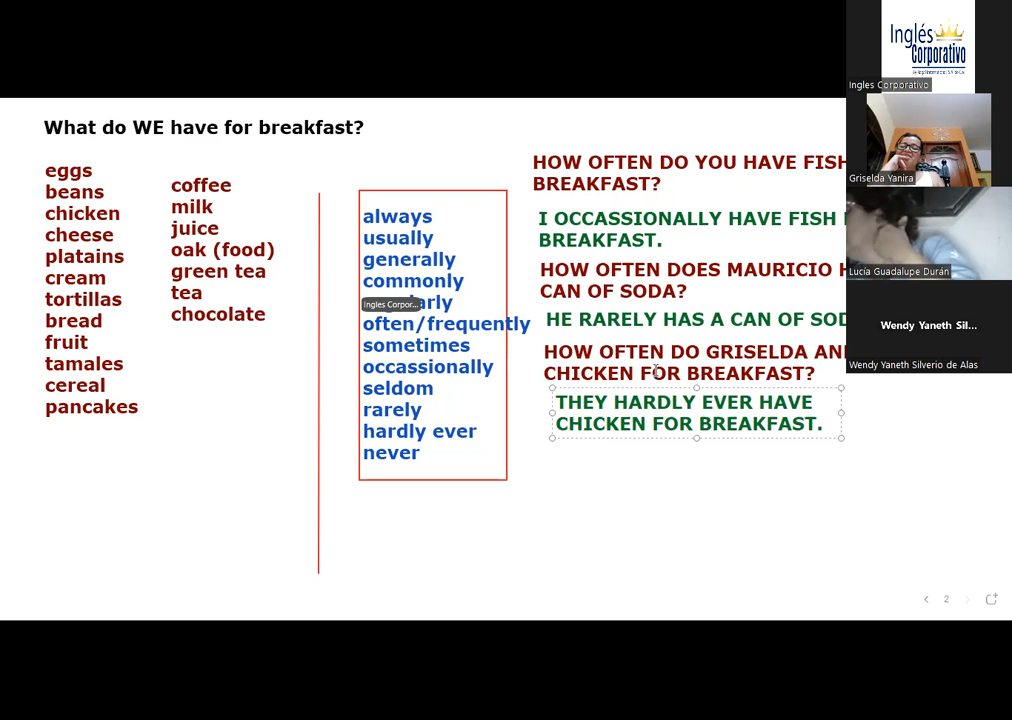 What do WE have for breakfast?
eggs
beans
chicken
cheese
platains
cream
tortillas
bread
fruit
tamales
cereal
pancakes
coffee
milk
juice
oak (food)
green tea
tea
chocolate
always
usually
generally
commonly
Ingles Corpor...
often/frequently
sometimes
occassionally
seldom
rarely
hardly ever
never
HOW OFTEN DO YOU HAVE FISH
BREAKFAST?
I OCCASSIONALLY HAVE FISH
BREAKFAST.
HOW OFTEN DOES MAURICIO
CAN OF SODA?
HE RARELY HAS A CAN OF
HOW OFTEN DO GRISELDA
CHICKEN FOR BREAKFAST?
THEY HARDLY EVER HAVE
CHICKEN FOR BREAKFAST.
2
Inglés
Corporativo
Ingles Corporativo
Griselda Yanira
Lucía Guadalupe Durán
Wendy Yaneth Sil...
Wendy Yaneth Silverio de Alas